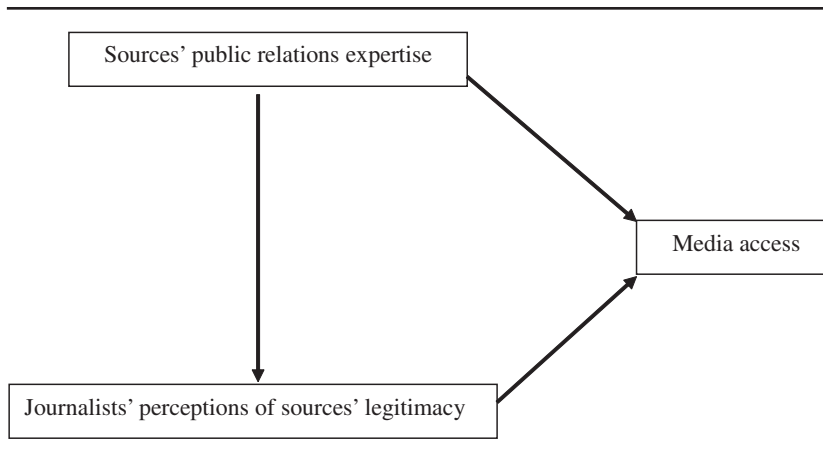 Sources’ public relations expertise
Media access
Journalists’ perceptions of sources’ legitimacy